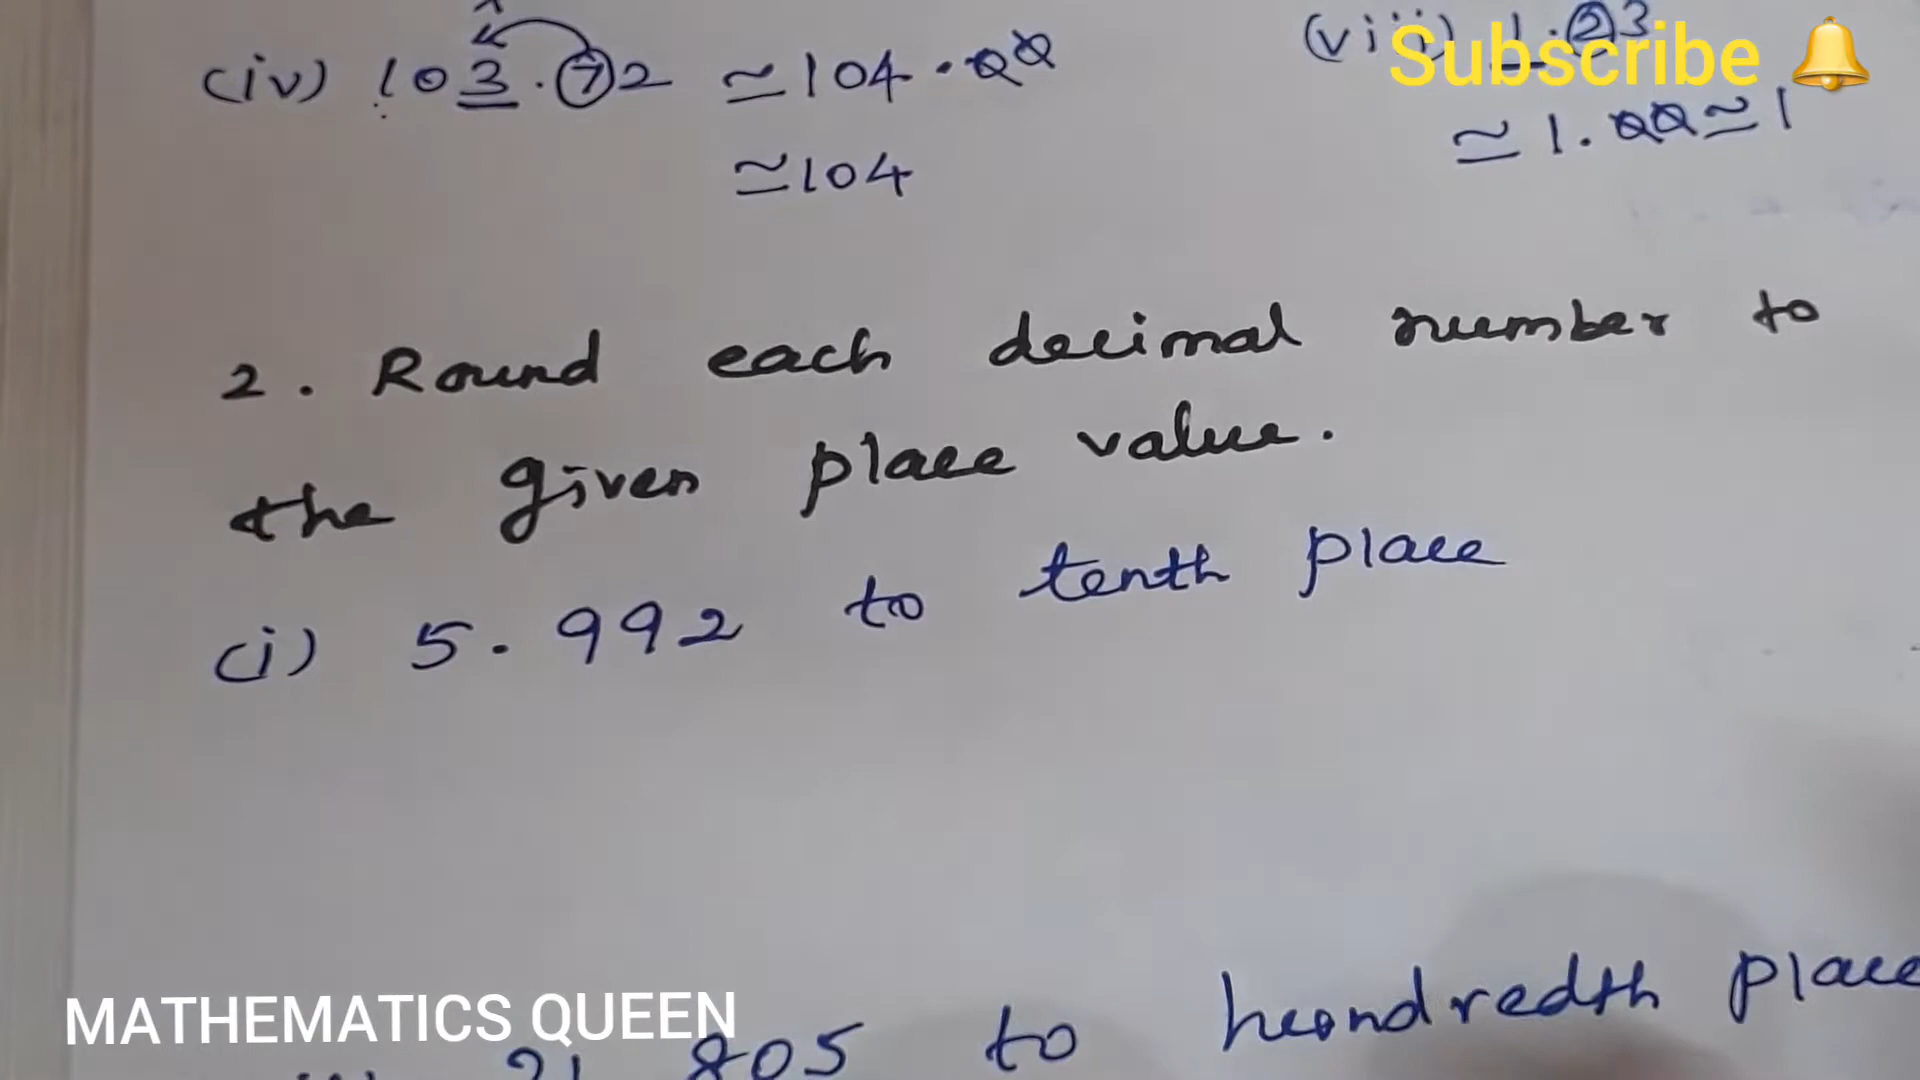 (iv) 103.72 ≃ 104.00
≃ 104
(viii) 1.23
≃ 1.00 ≃ 1
Subscribe
2. Round each decimal number to
the given place value.
(i) 5.992 to tenth place
805 to hundredth place
MATHEMATICS QUEEN